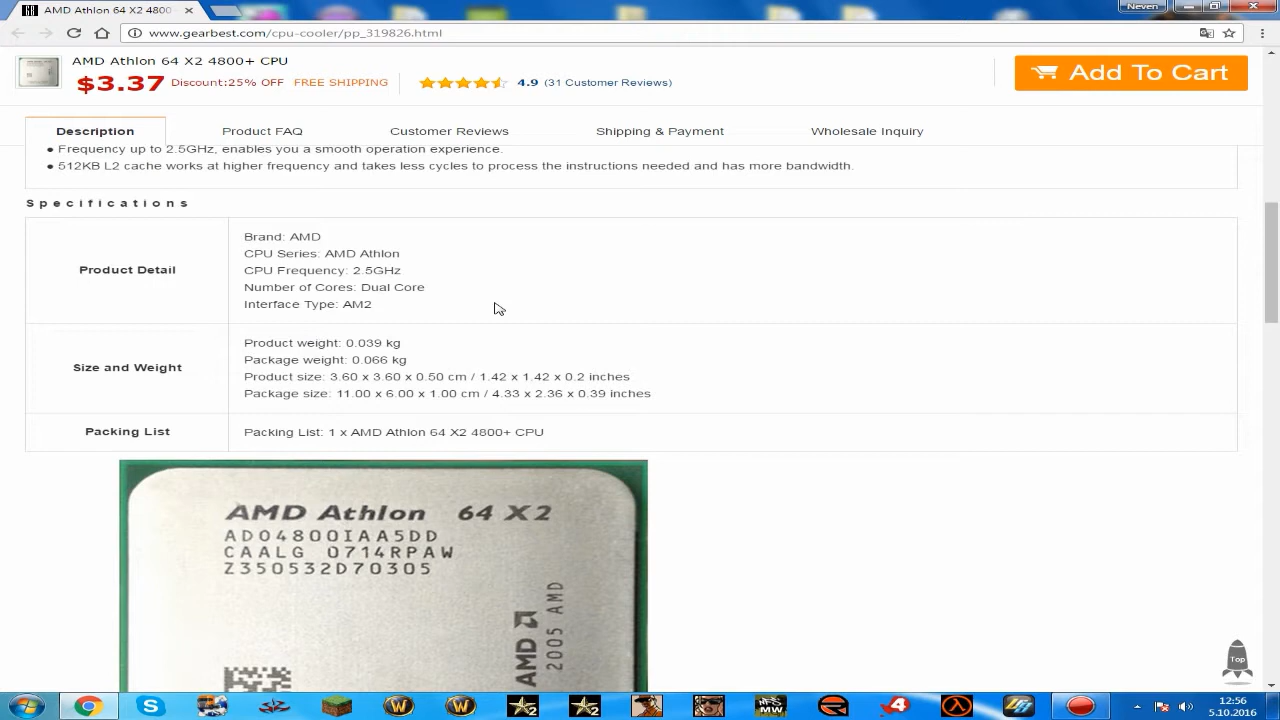 AMD Athlon 64 X2 4800
Neven
www.gearbest.com/cpu-cooler/pp_319826.html
AMD Athlon 64 X2 4800+ CPU
$3.37 Discount:25% OFF FREE SHIPPING 4.9 (31 Customer Reviews) Add To Cart
Description Product FAQ Customer Reviews Shipping & Payment Wholesale Inquiry
● Frequency up to 2.5GHz, enables you a smooth operation experience.
● 512KB L2 cache works at higher frequency and takes less cycles to process the instructions needed and has more bandwidth.
Specifications
Product Detail
Brand: AMD
CPU Series: AMD Athlon
CPU Frequency: 2.5GHz
Number of Cores: Dual Core
Interface Type: AM2
Size and Weight
Product weight: 0.039 kg
Package weight: 0.066 kg
Product size: 3.60 x 3.60 x 0.50 cm / 1.42 x 1.42 x 0.2 inches
Package size: 11.00 x 6.00 x 1.00 cm / 4.33 x 2.36 x 0.39 inches
Packing List
Packing List: 1 x AMD Athlon 64 X2 4800+ CPU
AMD Athlon 64 X2
ADO4800IAA5DD
CAALG 0714RPAW
Z350532D70305
AMD
2005 AMD
Top
12:56
5.10.2016